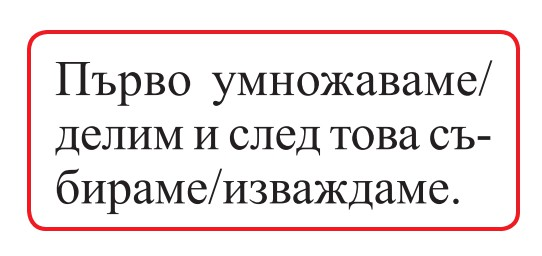 Първо умножаваме/
делим и след това съ-
бираме/изваждаме.